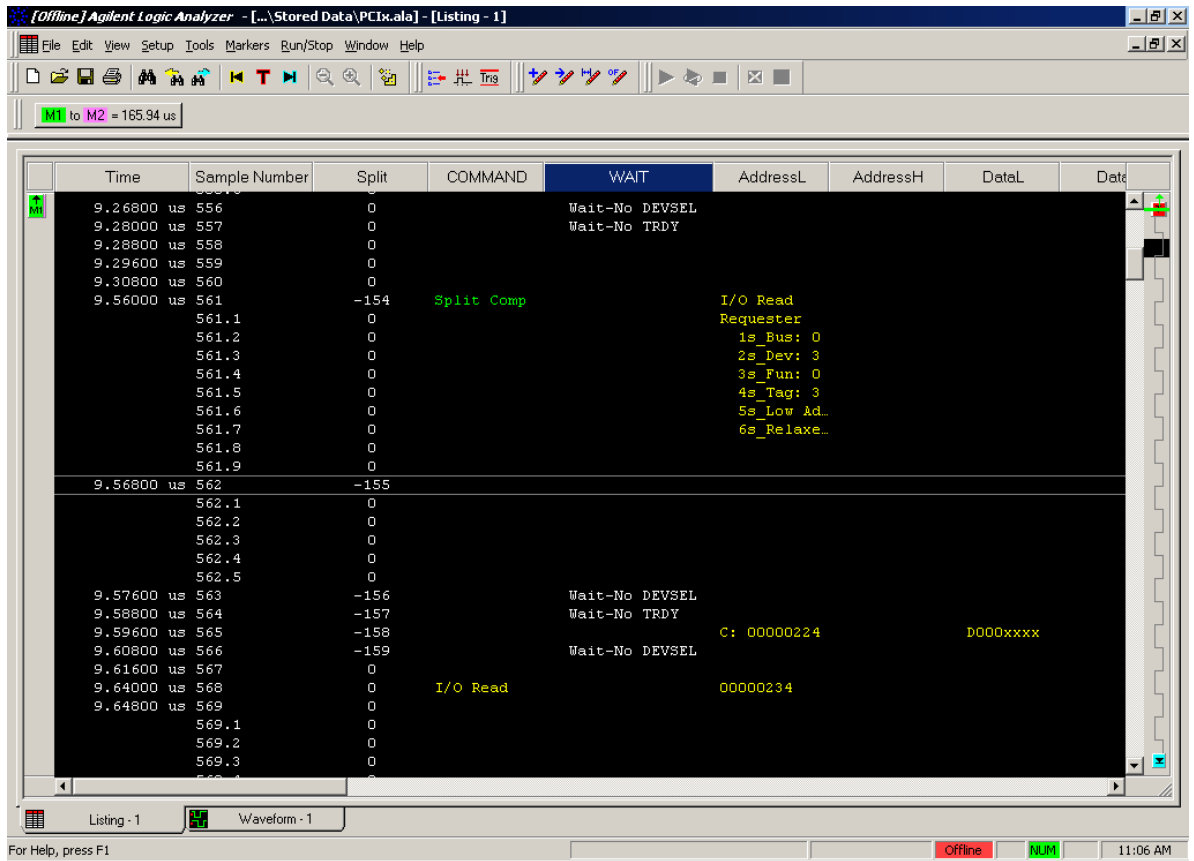 [Offline] Agilent Logic Analyzer - [...\Stored Data\PCIx.ala] - [Listing - 1]
File Edit View Setup Tools Markers Run/Stop Window Help
T Trig OF
M1 to M2 = 165.94 us
Time Sample Number Split COMMAND WAIT AddressL AddressH DataL Data
M1
9.26800 us 556 0 Wait-No DEVSEL
9.28000 us 557 0 Wait-No TRDY
9.28800 us 558 0
9.29600 us 559 0
9.30800 us 560 0
9.56000 us 561 -154 Split Comp I/O Read
561.1 0 Requester
561.2 0 1s_Bus: 0
561.3 0 2s_Dev: 3
561.4 0 3s_Fun: 0
561.5 0 4s_Tag: 3
561.6 0 5s_Low Ad…
561.7 0 6s_Relaxe…
561.8 0
561.9 0
9.56800 us 562 -155
562.1 0
562.2 0
562.3 0
562.4 0
562.5 0
9.57600 us 563 -156 Wait-No DEVSEL
9.58800 us 564 -157 Wait-No TRDY
9.59600 us 565 -158 C: 00000224 D000xxxx
9.60800 us 566 -159 Wait-No DEVSEL
9.61600 us 567 0
9.64000 us 568 0 I/O Read 00000234
9.64800 us 569 0
569.1 0
569.2 0
569.3 0
Listing - 1 Waveform - 1
For Help, press F1 Offline NUM 11:06 AM